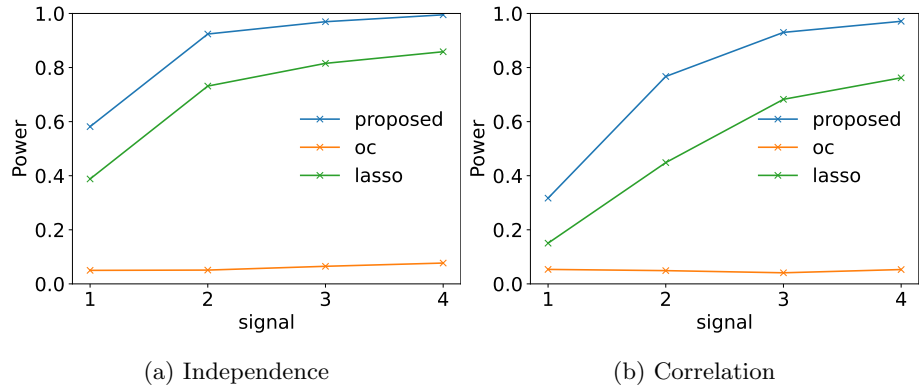 1.0
0.8
0.6
0.4
0.2
0.0
Power
proposed
oc
lasso
1 2 3 4
signal
(a) Independence
1.0
0.8
0.6
0.4
0.2
0.0
Power
proposed
oc
lasso
1 2 3 4
signal
(b) Correlation